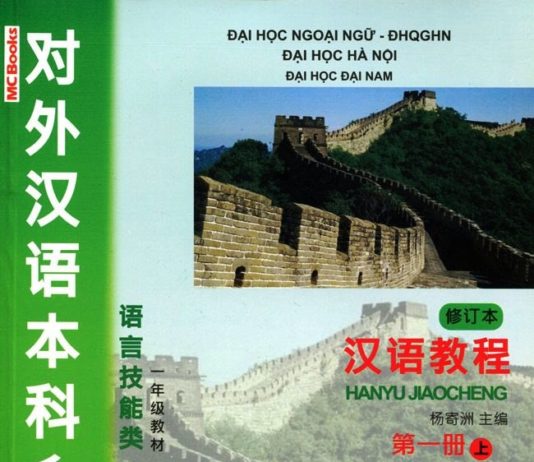 MCBooks
对外汉语本科
ĐẠI HỌC NGOẠI NGỮ - ĐHQGHN
ĐẠI HỌC HÀ NỘI
ĐẠI HỌC ĐẠI NAM
语言技能类
一年级教材
修订本
汉语教程
HANYU JIAOCHENG
杨寄洲 主编
第一册 上